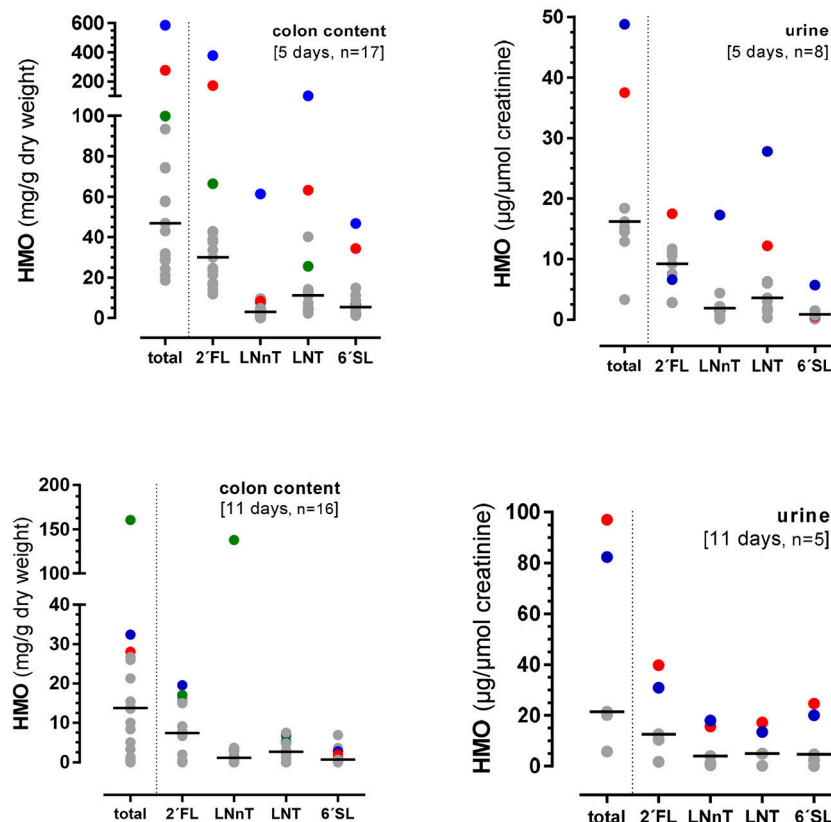 colon content
[5 days, n=17]
HMO (mg/g dry weight)
600
400
200
100
80
60
40
20
0
total 2´FL LNnT LNT 6´SL
urine
[5 days, n=8]
HMO (µg/µmol creatinine)
50
40
30
20
10
0
total 2´FL LNnT LNT 6´SL
colon content
[11 days, n=16]
HMO (mg/g dry weight)
200
150
100
40
30
20
10
0
total 2´FL LNnT LNT 6´SL
urine
[11 days, n=5]
HMO (µg/µmol creatinine)
100
80
60
40
20
0
total 2´FL LNnT LNT 6´SL